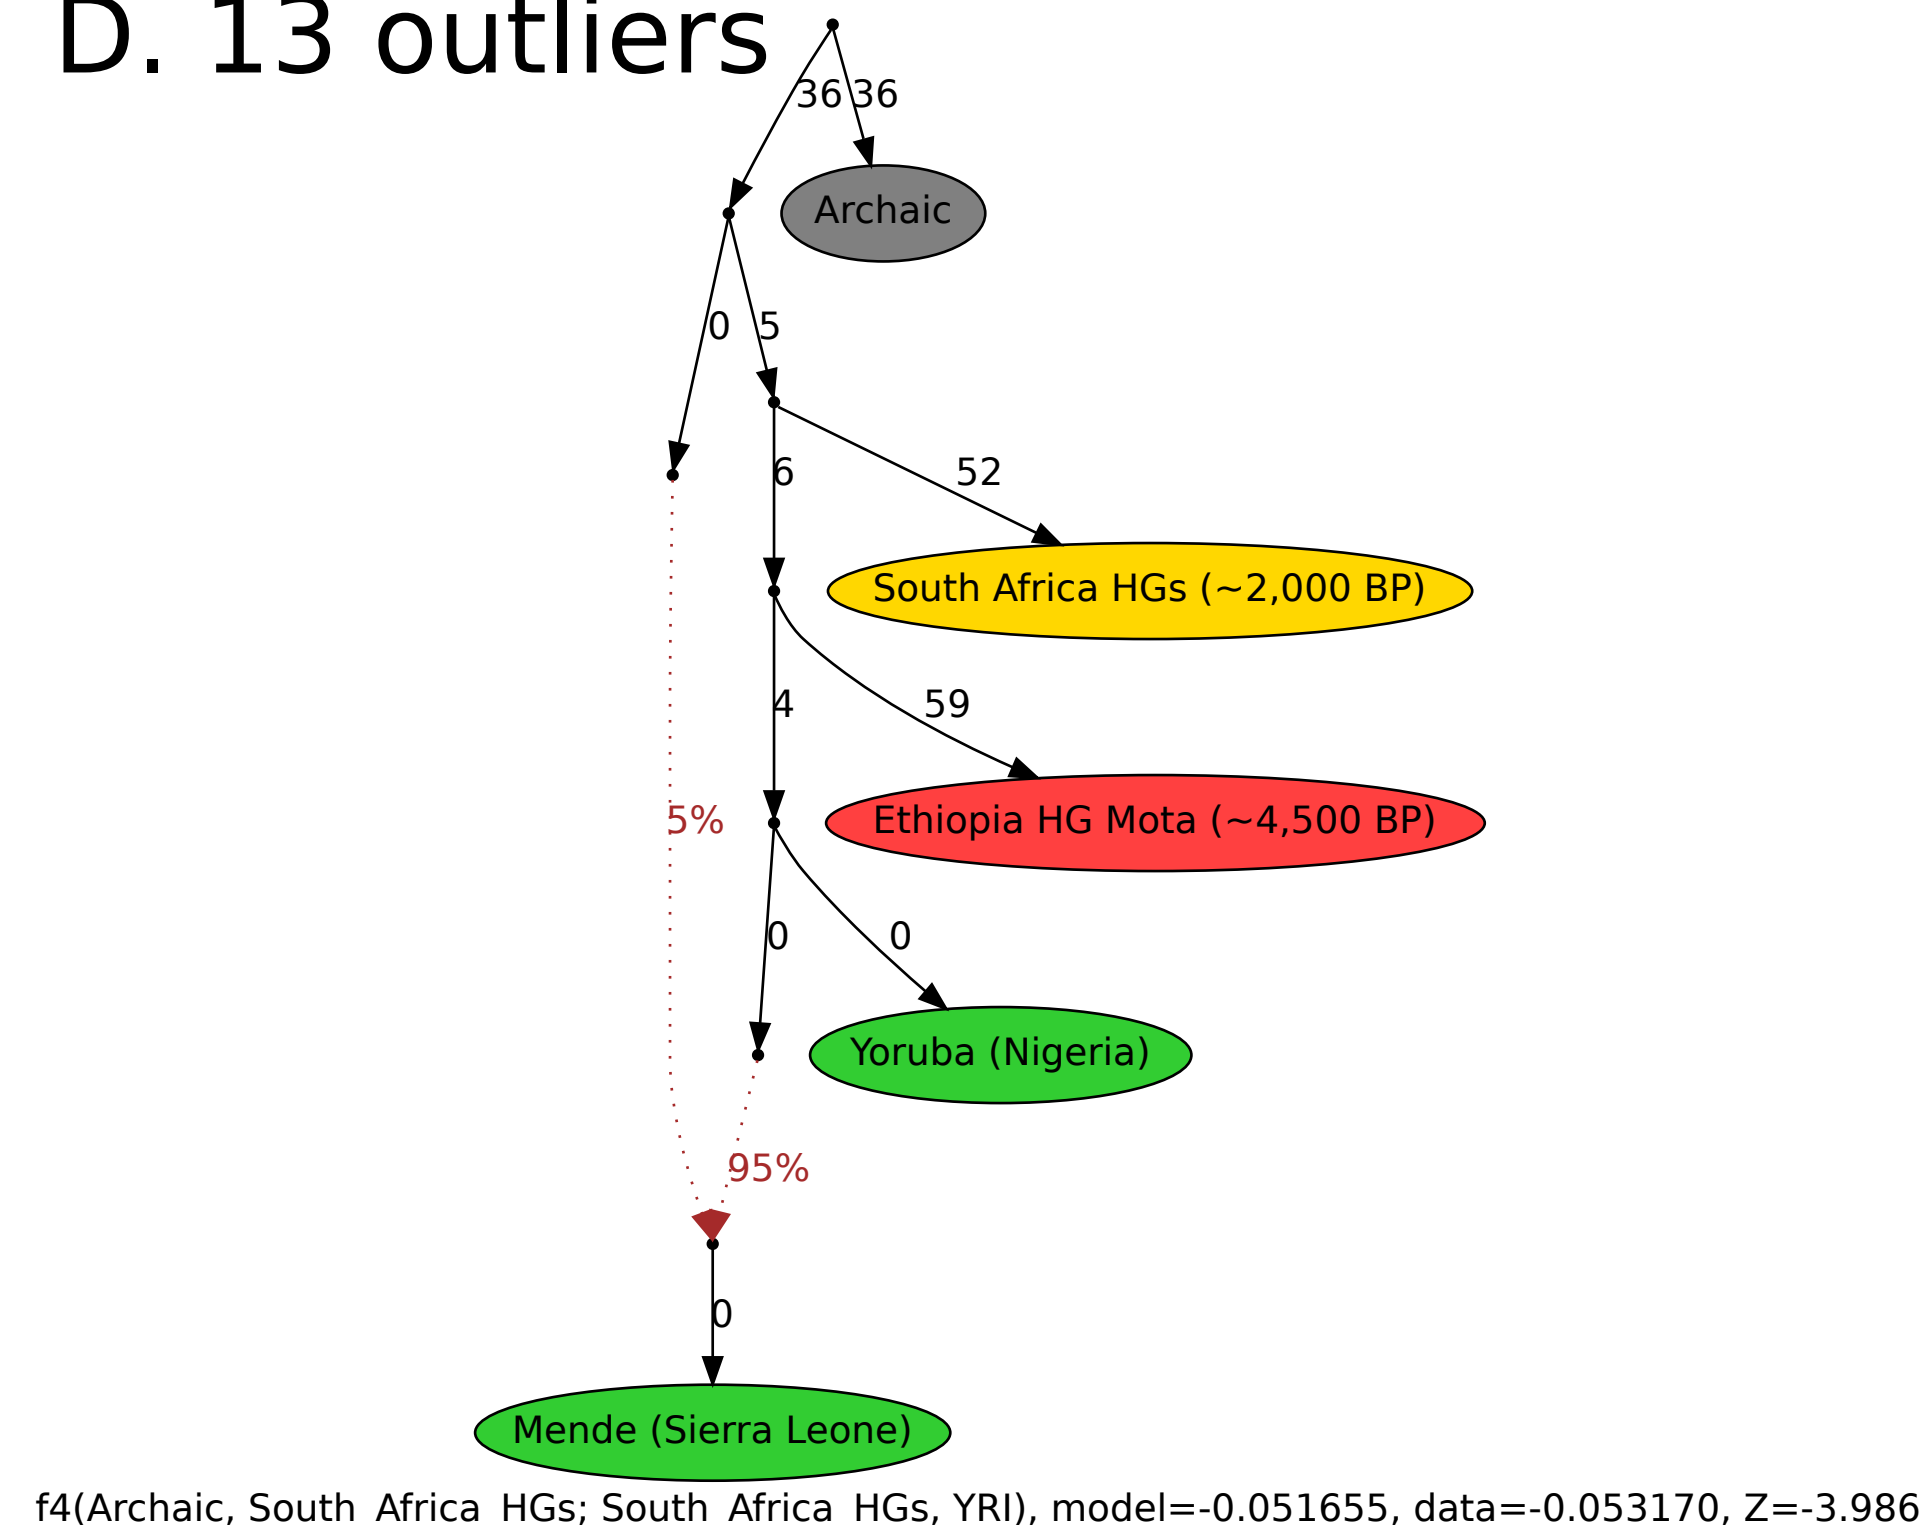 D. 13 outliers
36 36
Archaic
0 5
6 52
South Africa HGs (~2,000 BP)
4 59
5% Ethiopia HG Mota (~4,500 BP)
0 0
Yoruba (Nigeria)
95%
0
Mende (Sierra Leone)
f4(Archaic, South_Africa_HGs; South_Africa_HGs, YRI), model=-0.051655, data=-0.053170, Z=-3.986